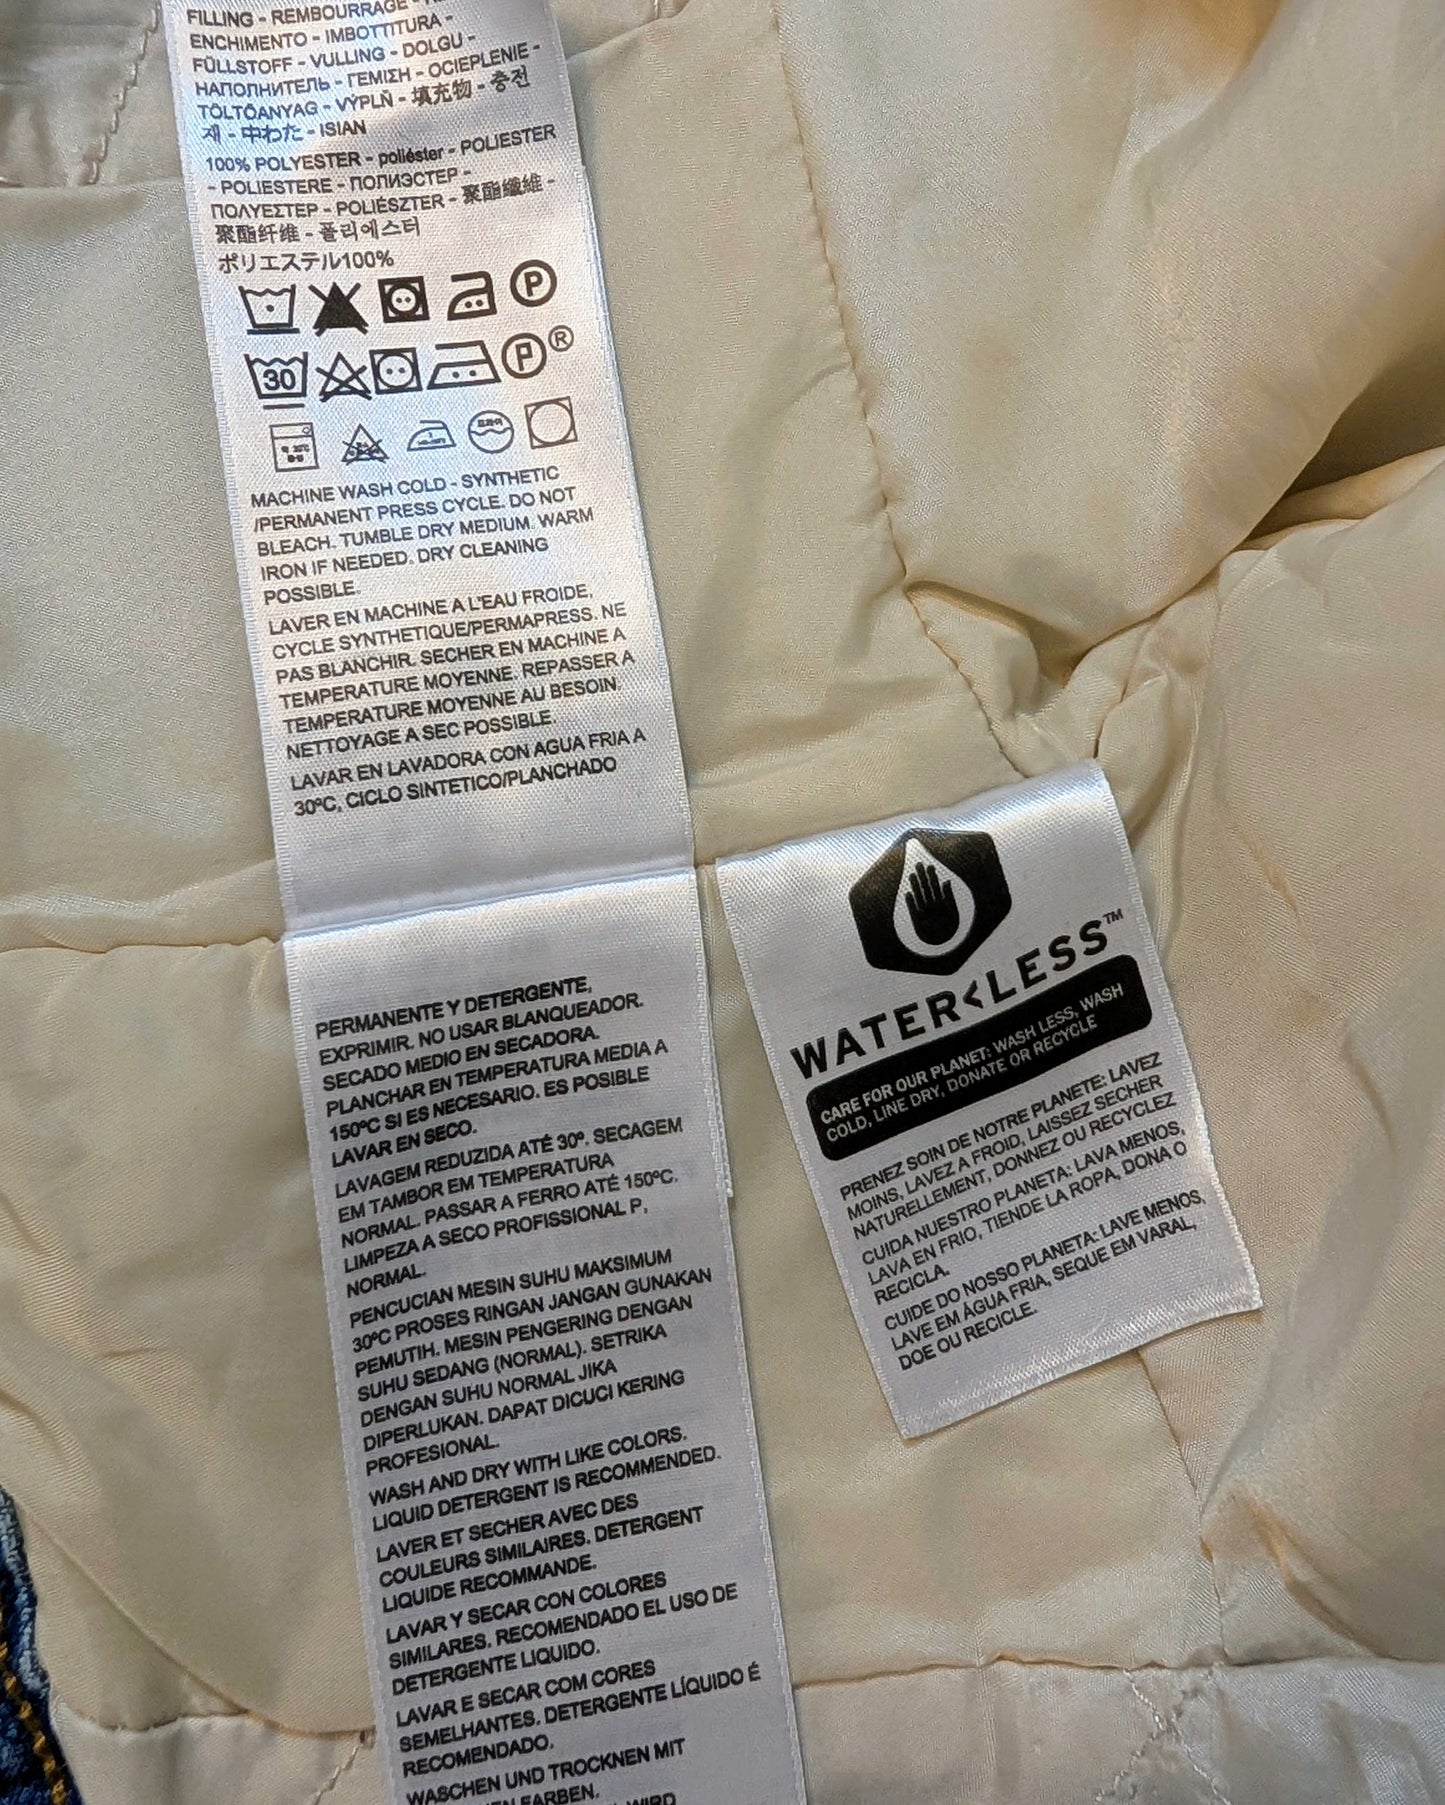 FILLING - REMBOURRAGE -
ENCHIMENTO - IMBOTTITURA -
FÜLLSTOFF - VULLING - DOLGU -
НАПОЛНИТЕЛЬ - ΓΕΜΙΣΗ - OCIEPLENIE -
TÖLTŐANYAG - VÝPLŇ - 填充物 - 충전
재 - 中わた - ISIAN
100% POLYESTER - poliéster - POLIESTER
- POLIESTERE - ПОЛИЭСТЕР -
ΠΟΛΥΕΣΤΕΡ - POLIÉSZTER - 聚酯纖維 -
聚酯纤维 - 폴리에스터
ポリエステル100%
P
30 P®
MACHINE WASH COLD - SYNTHETIC
/PERMANENT PRESS CYCLE. DO NOT
BLEACH. TUMBLE DRY MEDIUM. WARM
IRON IF NEEDED. DRY CLEANING
POSSIBLE.
LAVER EN MACHINE A L'EAU FROIDE,
CYCLE SYNTHETIQUE/PERMAPRESS. NE
PAS BLANCHIR. SECHER EN MACHINE A
TEMPERATURE MOYENNE. REPASSER A
TEMPERATURE MOYENNE AU BESOIN.
NETTOYAGE A SEC POSSIBLE
LAVAR EN LAVADORA CON AGUA FRIA A
30ºC, CICLO SINTETICO/PLANCHADO
PERMANENTE Y DETERGENTE,
EXPRIMIR. NO USAR BLANQUEADOR.
SECADO MEDIO EN SECADORA.
PLANCHAR EN TEMPERATURA MEDIA A
150ºC SI ES NECESARIO. ES POSIBLE
LAVAR EN SECO.
LAVAGEM REDUZIDA ATÉ 30º. SECAGEM
EM TAMBOR EM TEMPERATURA
NORMAL. PASSAR A FERRO ATÉ 150ºC.
LIMPEZA A SECO PROFISSIONAL P,
NORMAL.
PENCUCIAN MESIN SUHU MAKSIMUM
30ºC PROSES RINGAN JANGAN GUNAKAN
PEMUTIH. MESIN PENGERING DENGAN
SUHU SEDANG (NORMAL). SETRIKA
DENGAN SUHU NORMAL JIKA
DIPERLUKAN. DAPAT DICUCI KERING
PROFESIONAL.
WASH AND DRY WITH LIKE COLORS.
LIQUID DETERGENT IS RECOMMENDED.
LAVER ET SECHER AVEC DES
COULEURS SIMILAIRES. DETERGENT
LIQUIDE RECOMMANDE.
LAVAR Y SECAR CON COLORES
SIMILARES. RECOMENDADO EL USO DE
DETERGENTE LIQUIDO.
LAVAR E SECAR COM CORES
SEMELHANTES. DETERGENTE LÍQUIDO É
RECOMENDADO.
WASCHEN UND TROCKNEN MIT
FARBEN.
WIRD
WATER<LESS™
CARE FOR OUR PLANET: WASH LESS, WASH
COLD, LINE DRY, DONATE OR RECYCLE
PRENEZ SOIN DE NOTRE PLANETE: LAVEZ
MOINS, LAVEZ A FROID, LAISSEZ SECHER
NATURELLEMENT, DONNEZ OU RECYCLEZ
CUIDA NUESTRO PLANETA: LAVA MENOS,
LAVA EN FRIO, TIENDE LA ROPA, DONA O
RECICLA.
CUIDE DO NOSSO PLANETA: LAVE MENOS,
LAVE EM ÁGUA FRIA, SEQUE EM VARAL,
DOE OU RECICLE.